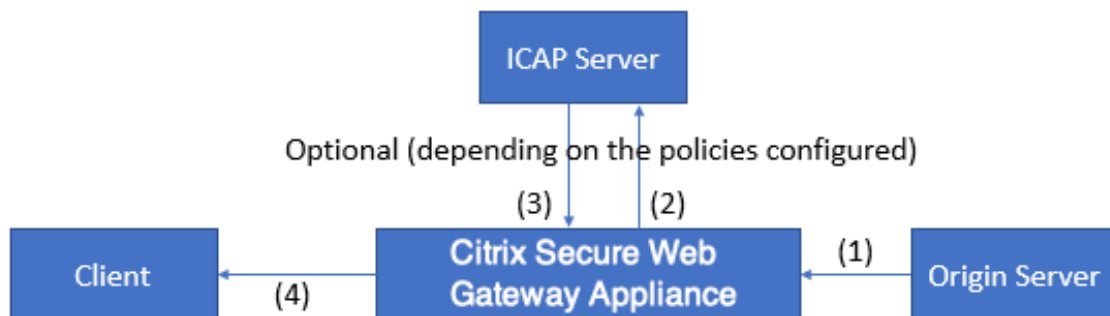 ICAP Server
Optional (depending on the policies configured)
(3)
(2)
Citrix Secure Web
Gateway Appliance
(1)
Client
(4)
Origin Server